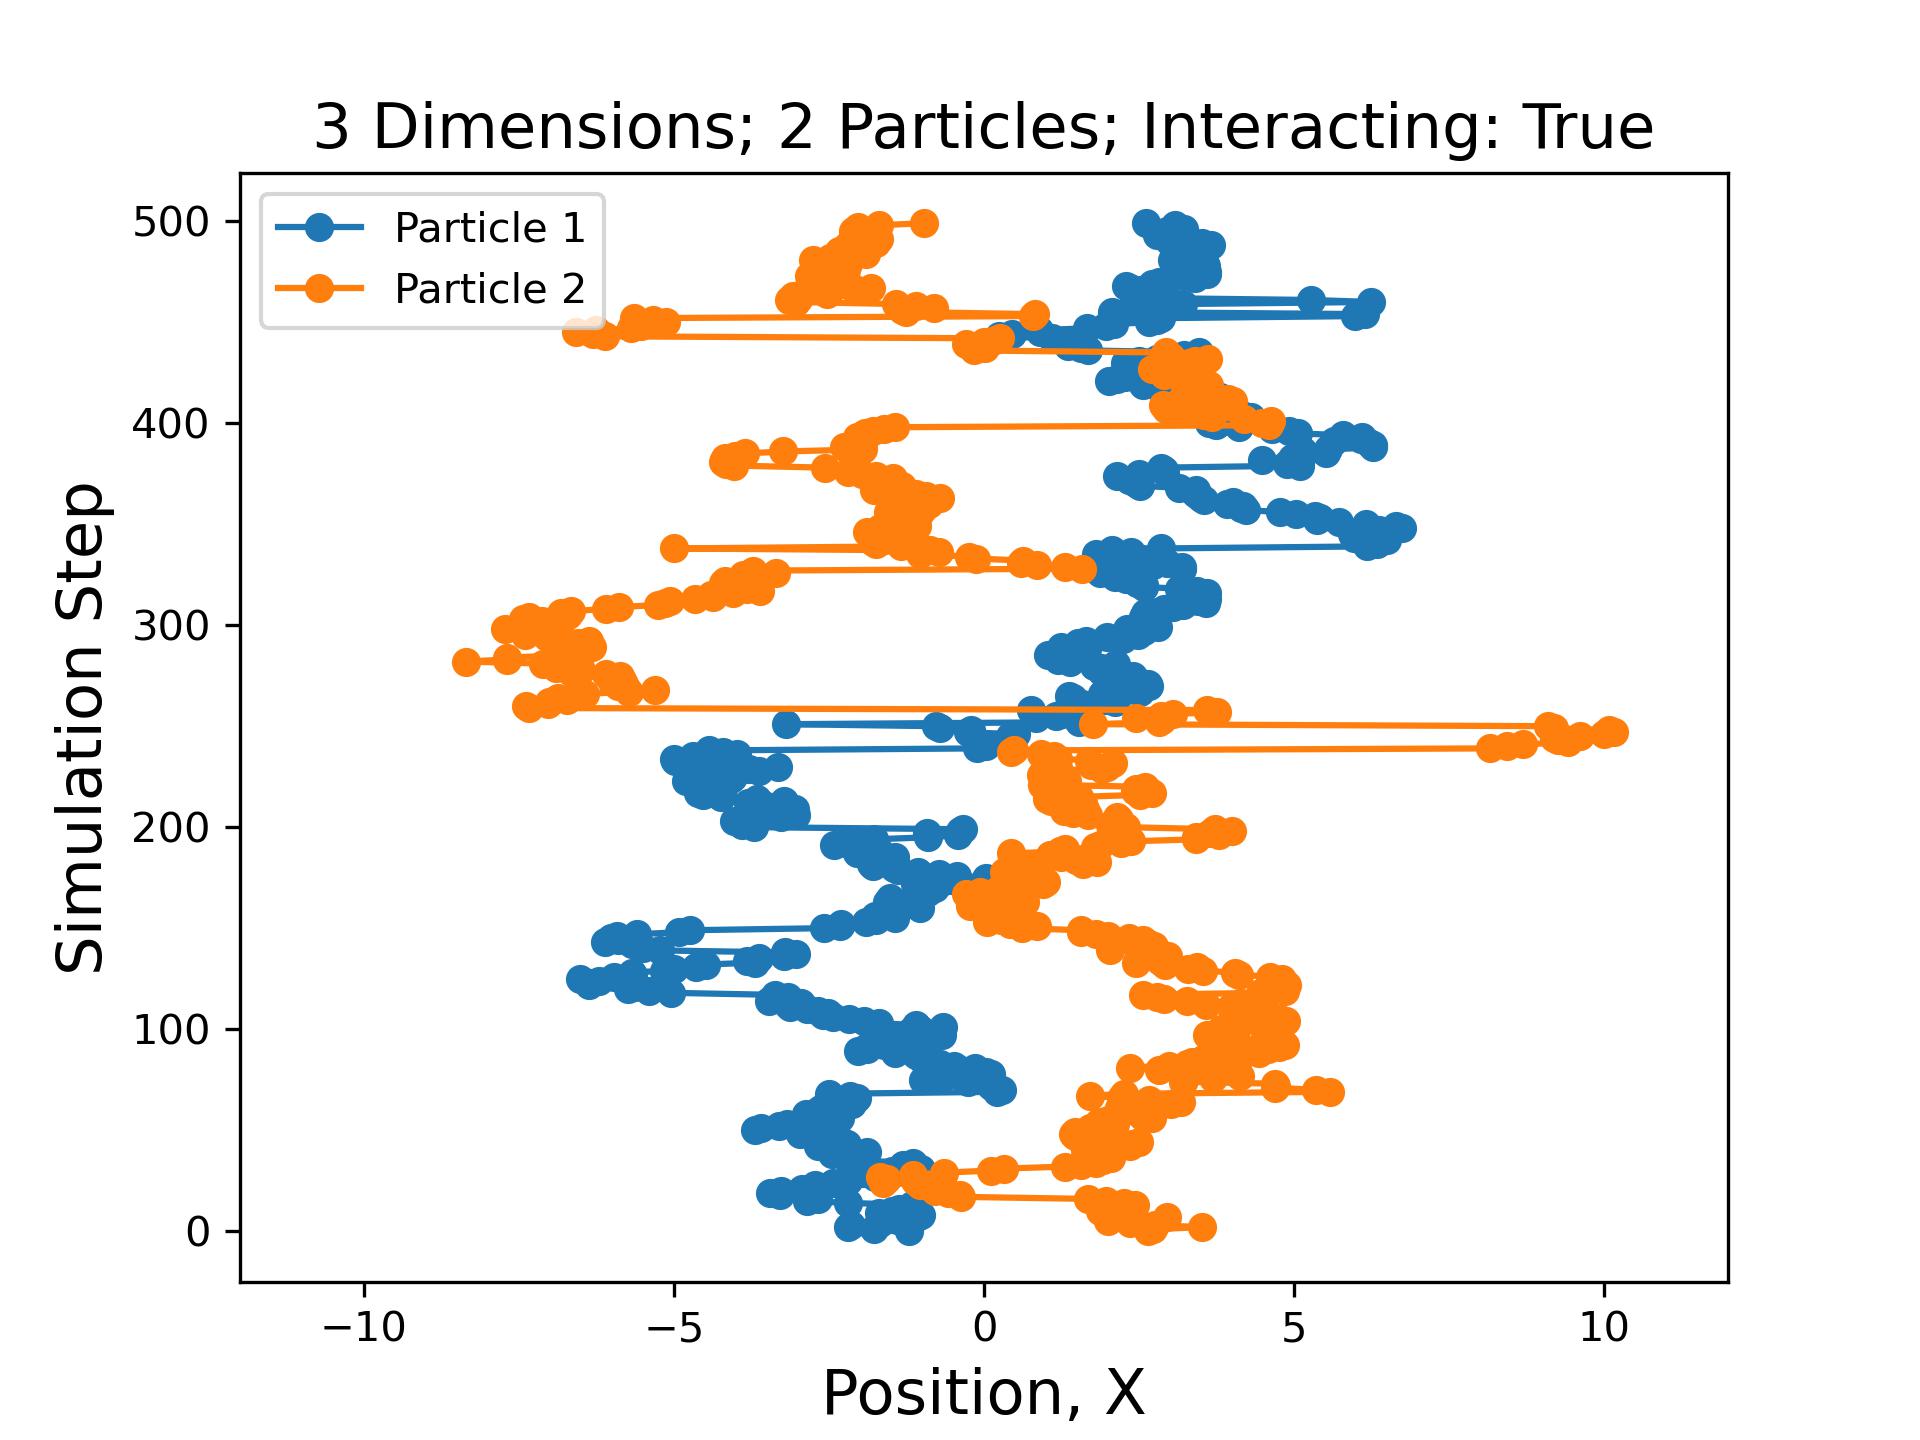 3 Dimensions; 2 Particles; Interacting: True
Particle 1
Particle 2
Simulation Step
500
400
300
200
100
0
−10
−5
0
5
10
Position, X